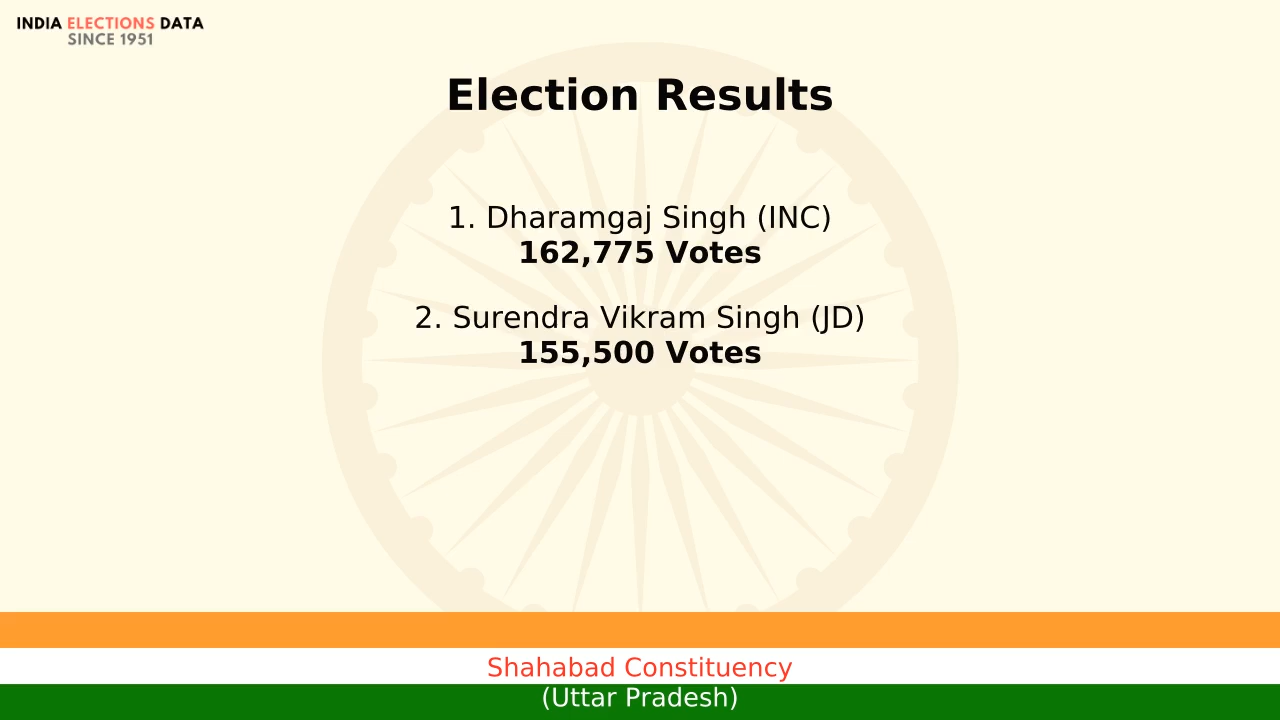 INDIA ELECTIONS DATA
SINCE 1951
Election Results
1. Dharamgaj Singh (INC)
162,775 Votes
2. Surendra Vikram Singh (JD)
155,500 Votes
Shahabad Constituency
(Uttar Pradesh)